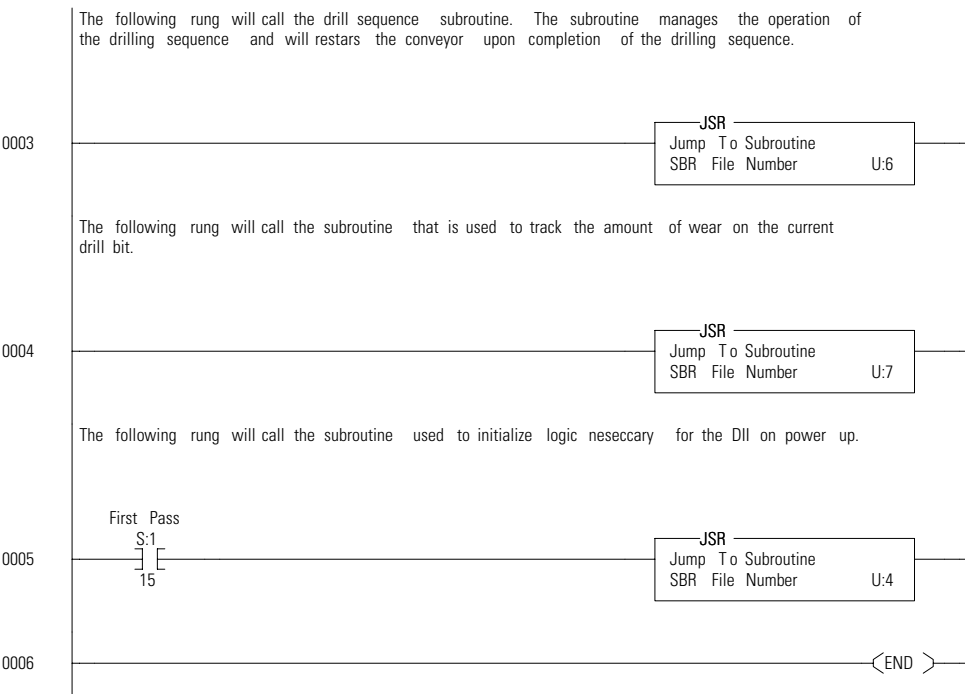 The following rung will call the drill sequence subroutine. The subroutine manages the operation of
the drilling sequence and will restars the conveyor upon completion of the drilling sequence.
JSR
0003
Jump To Subroutine
SBR File Number U:6
The following rung will call the subroutine that is used to track the amount of wear on the current
drill bit.
JSR
0004
Jump To Subroutine
SBR File Number U:7
The following rung will call the subroutine used to initialize logic neseccary for the DII on power up.
First Pass
S:1
JSR
0005
Jump To Subroutine
15
SBR File Number U:4
0006
END